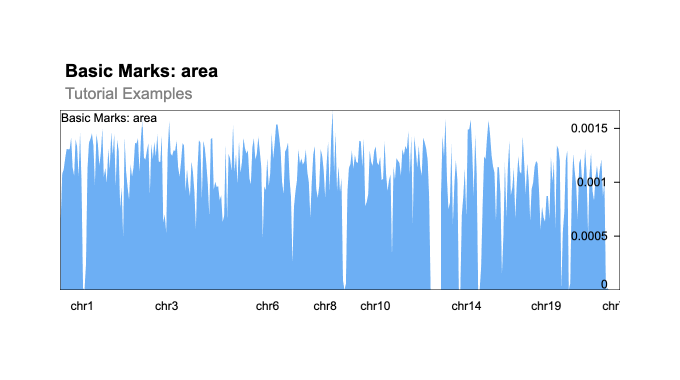 Basic Marks: area
Tutorial Examples
Basic Marks: area
0.0015
0.001
0.0005
0
chr1 chr3 chr6 chr8 chr10 chr14 chr19